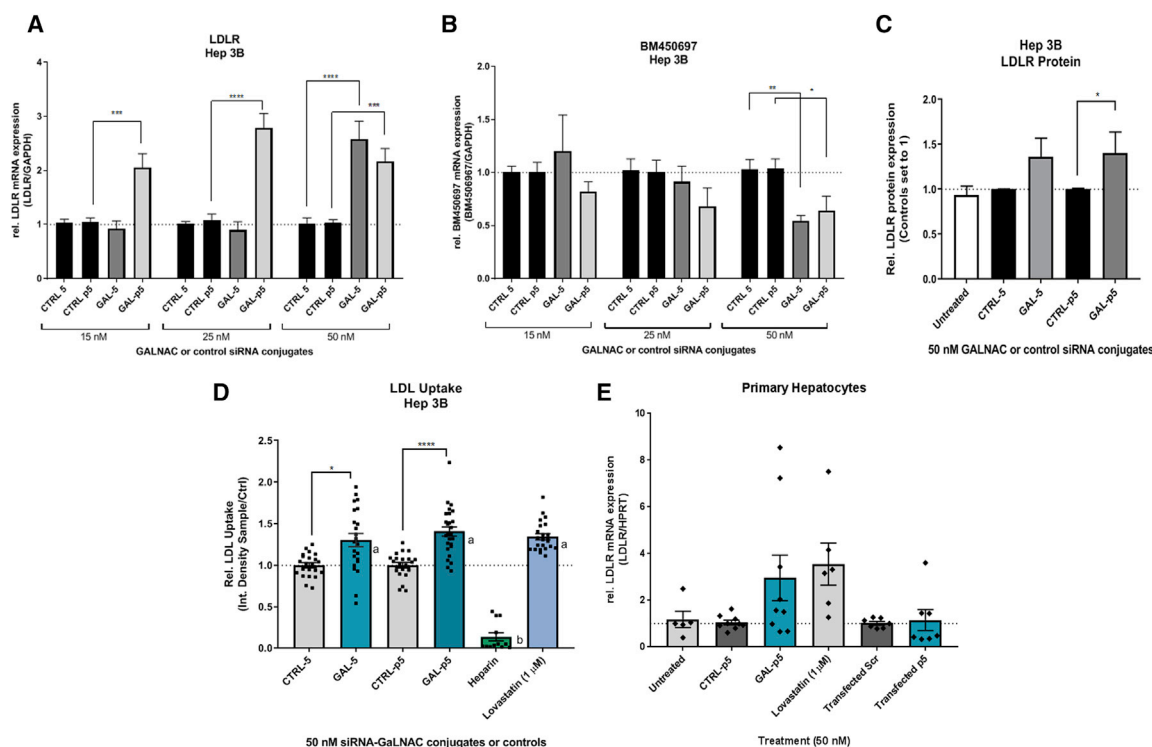 A
LDLR
Hep 3B
rel. LDLR mRNA expression
(LDLR/GAPDH)
4
3
2
1
0
***
****
****
***
CTRL 5
CTRL p5
GAL-5
GAL-p5
CTRL 5
CTRL p5
GAL-5
GAL-p5
CTRL 5
CTRL p5
GAL-5
GAL-p5
15 nM
25 nM
50 nM
GALNAC or control siRNA conjugates
B
BM450697
Hep 3B
rel. BM450697 mRNA expression
(BM4506967/GAPDH)
2.0
1.5
1.0
0.5
0.0
**
*
CTRL 5
CTRL p5
GAL-5
GAL-p5
CTRL 5
CTRL p5
GAL-5
GAL-p5
CTRL 5
CTRL p5
GAL-5
GAL-p5
15 nM
25 nM
50 nM
GALNAC or control siRNA conjugates
C
Hep 3B
LDLR Protein
Rel. LDLR protein expression
(Controls set to 1)
2.0
1.5
1.0
0.5
0.0
*
Untreated
CTRL-5
GAL-5
CTRL-p5
GAL-p5
50 nM GALNAC or control siRNA conjugates
D
LDL Uptake
Hep 3B
Rel. LDL Uptake
(Int. Density Sample/Ctrl)
2.5
2.0
1.5
1.0
0.5
0.0
*
****
a
a
b
a
CTRL-5
GAL-5
CTRL-p5
GAL-p5
Heparin
Lovastatin (1 µM)
50 nM siRNA-GaLNAC conjugates or controls
E
Primary Hepatocytes
rel. LDLR mRNA expression
(LDLR/HPRT)
10
8
6
4
2
0
Untreated
CTRL-p5
GAL-p5
Lovastatin (1 µM)
Transfected Scr
Transfected p5
Treatment (50 nM)